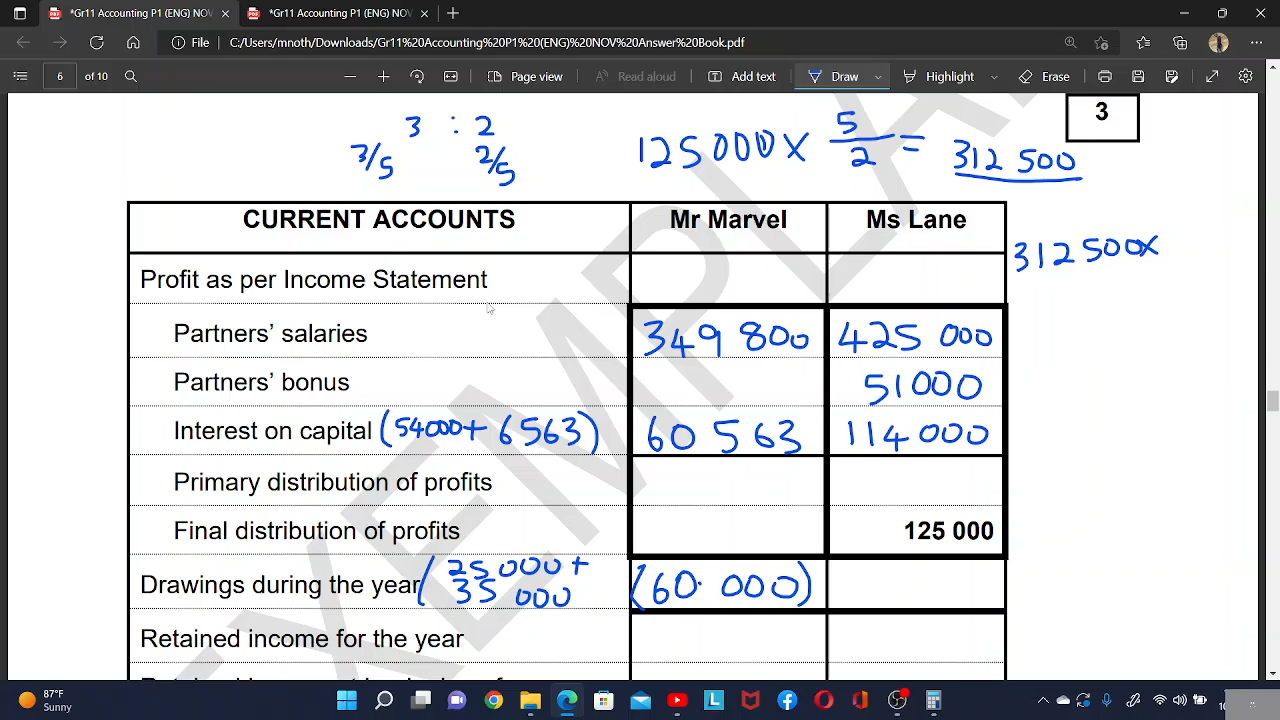 *Gr11 Accounting P1 (ENG) NOV
*Gr11 Accounting P1 (ENG) NOV
File C:/Users/mnoth/Downloads/Gr11%20Accounting%20P1%20(ENG)%20NOV%20Answer%20Book.pdf
6 of 10 Page view Read aloud Add text Draw Highlight Erase
3
3 : 2
3/5 2/5
125000 X 5/2 = 312 500
CURRENT ACCOUNTS Mr Marvel Ms Lane
312 500X
Profit as per Income Statement
Partners' salaries 349 800 425 000
Partners' bonus 51000
Interest on capital (54000+ 6563) 60 563 114 000
Primary distribution of profits
Final distribution of profits 125 000
Drawings during the year (25 000 + (60 000)
35 000
Retained income for the year
EXEMPLA
87°F
Sunny